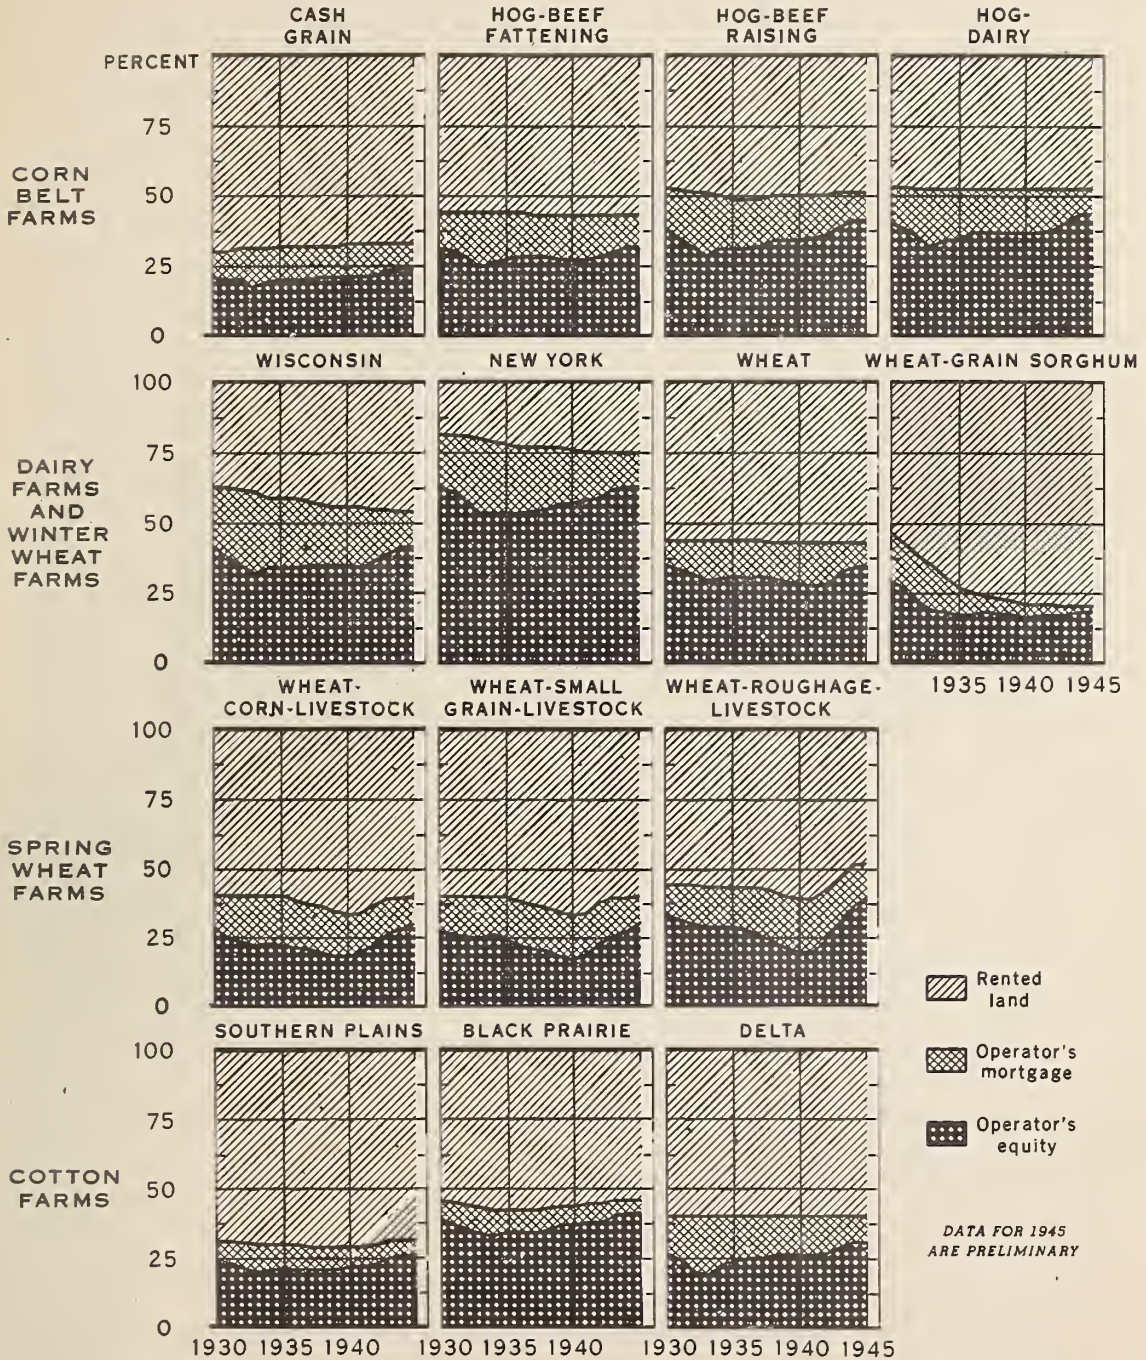 CASH
GRAIN
HOG-BEEF
FATTENING
HOG-BEEF
RAISING
HOG-
DAIRY
PERCENT
75
50
25
0
CORN
BELT
FARMS
WISCONSIN
NEW YORK
WHEAT
WHEAT-GRAIN SORGHUM
100
75
50
25
0
DAIRY
FARMS
AND
WINTER
WHEAT
FARMS
1935 1940 1945
WHEAT-
CORN-LIVESTOCK
WHEAT-SMALL
GRAIN-LIVESTOCK
WHEAT-ROUGHAGE-
LIVESTOCK
100
75
50
25
0
SPRING
WHEAT
FARMS
Rented
land
Operator's
mortgage
Operator's
equity
SOUTHERN PLAINS
BLACK PRAIRIE
DELTA
100
75
50
25
0
COTTON
FARMS
DATA FOR 1945
ARE PRELIMINARY
1930 1935 1940 1930 1935 1940 1930 1935 1940 1945